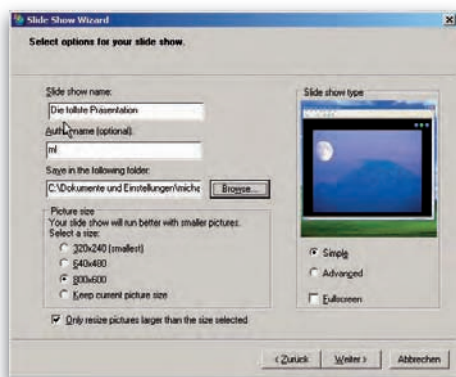 Slide Show Wizard
Select options for your slide show.
Slide show name:
Die tollste Präsentation
Author name (optional):
ml
Save in the following folder:
C:\Dokumente und Einstellungen\miche
Browse...
Picture size
Your slide show will run better with smaller pictures.
Select a size:
320x240 (smallest)
640x480
800x600
Keep current picture size
Only resize pictures larger than the size selected
Slide show type
Simple
Advanced
Fullscreen
< Zurück
Weiter >
Abbrechen